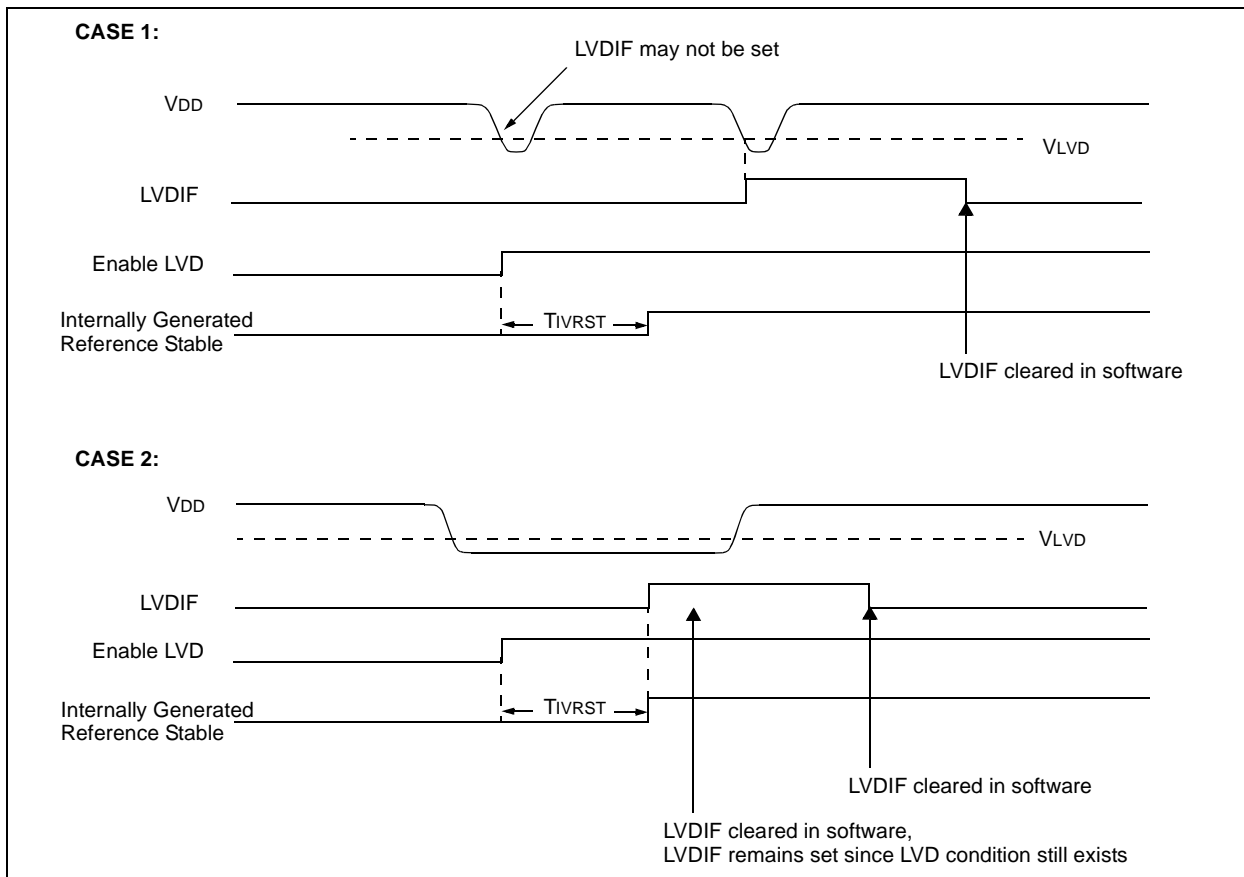 CASE 1:
LVDIF may not be set
VDD
VLVD
LVDIF
Enable LVD
TIVRST
Internally Generated
Reference Stable
LVDIF cleared in software
CASE 2:
VDD
VLVD
LVDIF
Enable LVD
TIVRST
Internally Generated
Reference Stable
LVDIF cleared in software
LVDIF cleared in software,
LVDIF remains set since LVD condition still exists